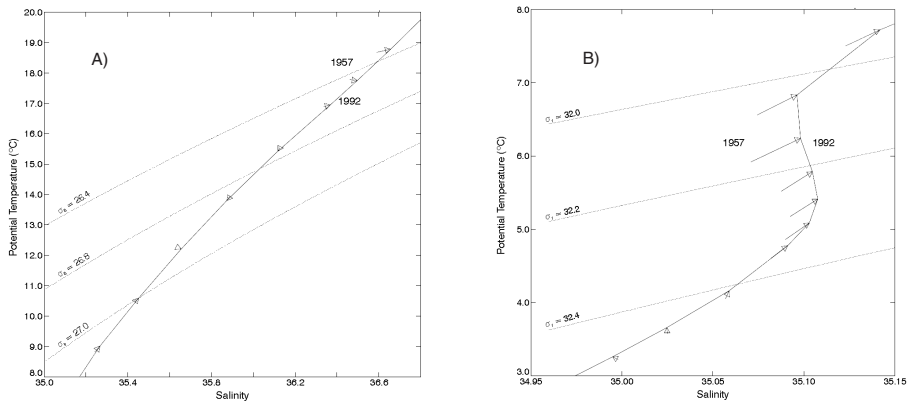 A)
20.0
19.0
18.0
17.0
16.0
15.0
14.0
13.0
12.0
11.0
10.0
9.0
8.0
Potential Temperature (°C)
35.0
35.4
35.8
36.2
36.6
Salinity
1957
1992
σ₀ = 26.4
σ₀ = 26.8
σ₀ = 27.0
B)
8.0
7.0
6.0
5.0
4.0
3.0
Potential Temperature (°C)
34.95
35.00
35.05
35.10
35.15
Salinity
1957
1992
σ₁ = 32.0
σ₁ = 32.2
σ₁ = 32.4